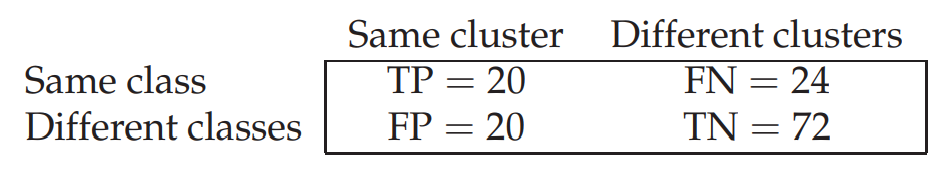 Same cluster Different clusters
Same class TP = 20 FN = 24
Different classes FP = 20 TN = 72